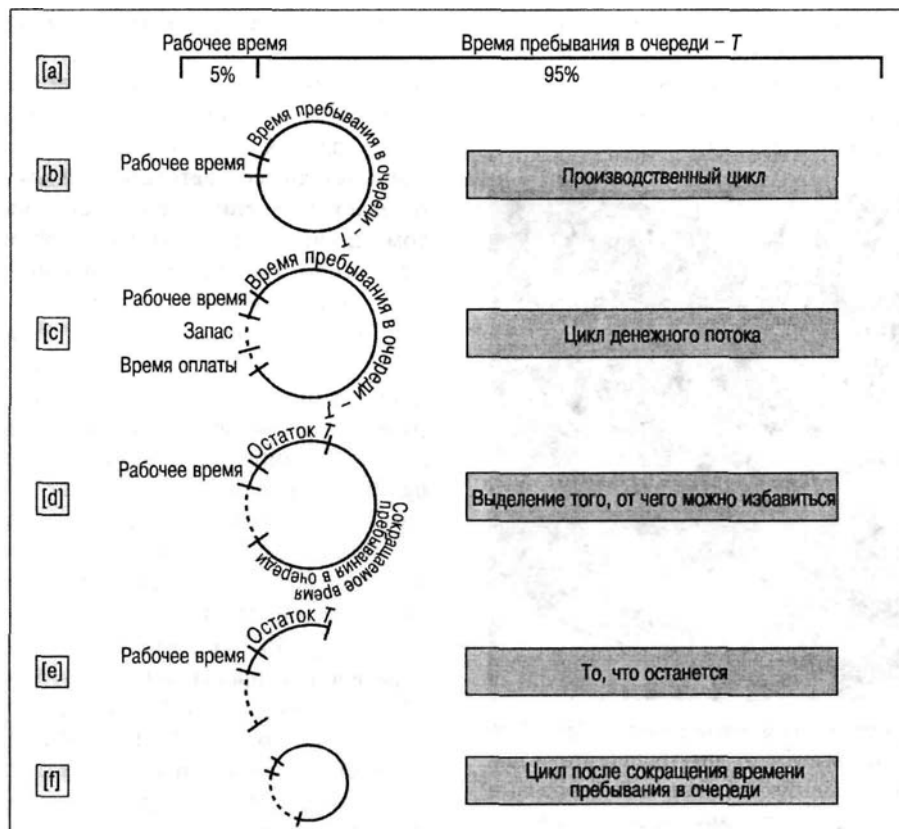 Рабочее время Время пребывания в очереди – T
[a] 5% 95%
Время пребывания в очереди – T
[b] Рабочее время Производственный цикл
Время пребывания в очереди – T
Рабочее время
[c] Запас Цикл денежного потока
Время оплаты
Остаток T
Рабочее время
[d] Выделение того, от чего можно избавиться
Сокращаемое время
пребывания в очереди
Остаток T
Рабочее время
[e] То, что останется
[f] Цикл после сокращения времени
пребывания в очереди